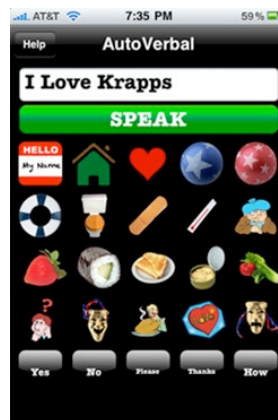 AT&T 7:35 PM 59%
Help AutoVerbal
I Love Krapps
SPEAK
HELLO
My Name
?
Yes No Please Thanks How